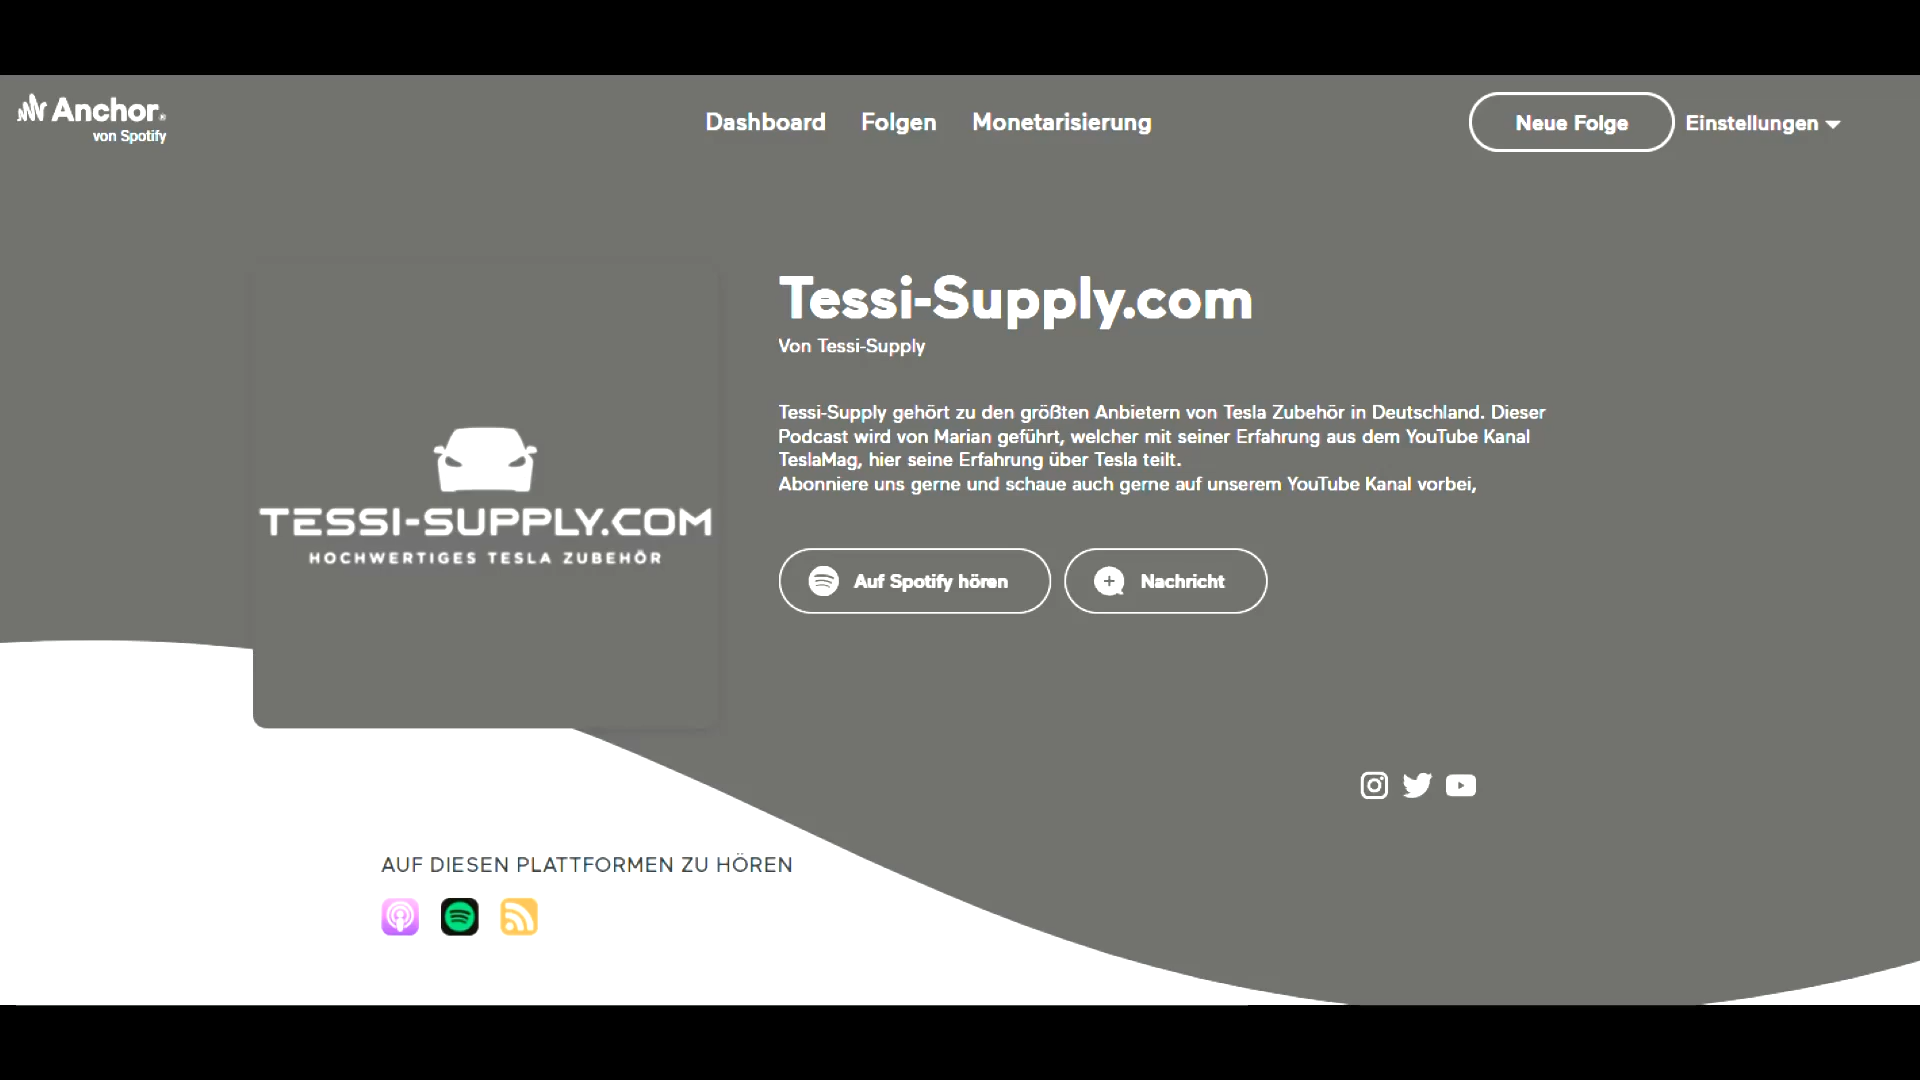 Anchor.
von Spotify
Dashboard
Folgen
Monetarisierung
Neue Folge
Einstellungen
Tessi-Supply.com
Von Tessi-Supply
Tessi-Supply gehört zu den größten Anbietern von Tesla Zubehör in Deutschland. Dieser
Podcast wird von Marian geführt, welcher mit seiner Erfahrung aus dem YouTube Kanal
TeslaMag, hier seine Erfahrung über Tesla teilt.
Abonniere uns gerne und schaue auch gerne auf unserem YouTube Kanal vorbei,
TESSI-SUPPLY.COM
HOCHWERTIGES TESLA ZUBEHÖR
Auf Spotify hören
Nachricht
AUF DIESEN PLATTFORMEN ZU HÖREN